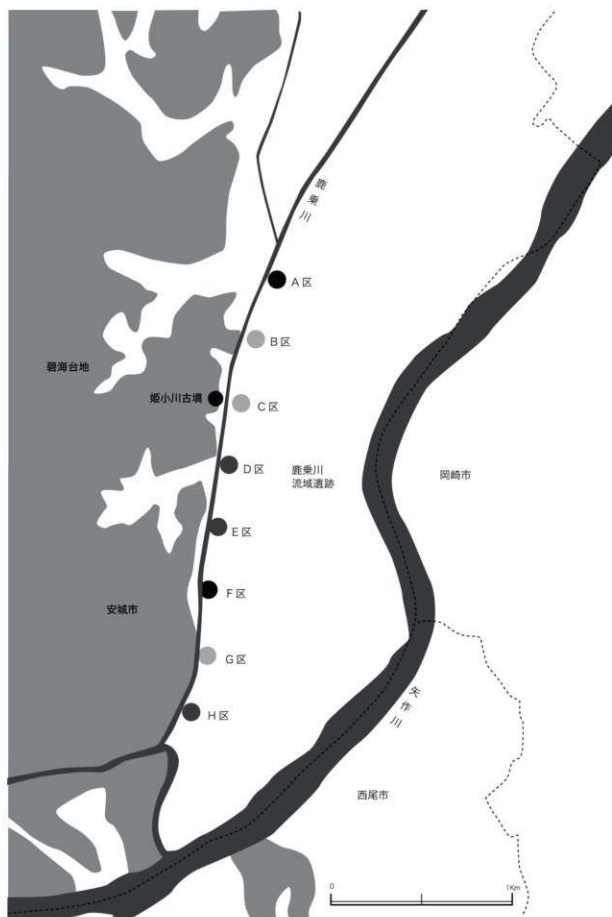 鹿乗川
A区
B区
碧海台地
姫小川古墳
C区
D区
鹿乗川
流域遺跡
岡崎市
E区
F区
安城市
G区
矢作川
H区
西尾市
0
1Km